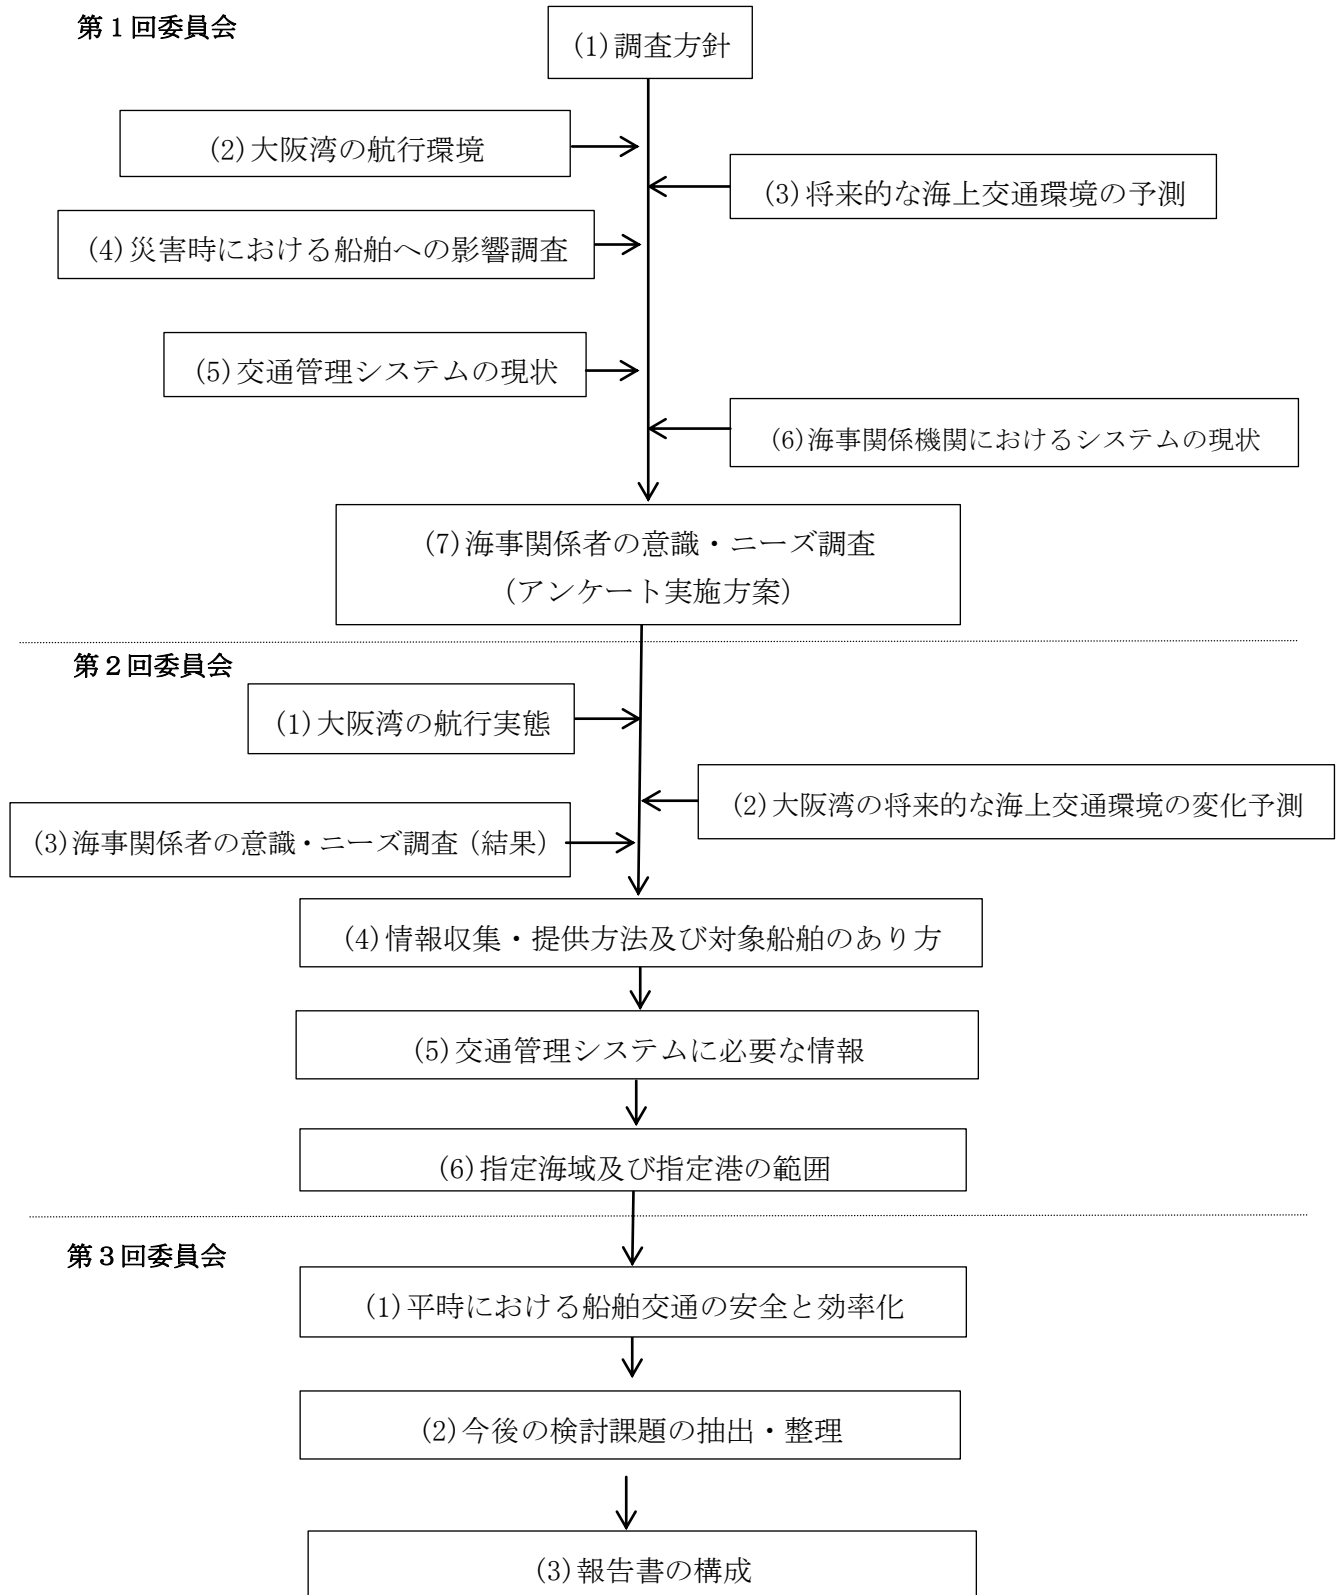 第１回委員会
(1)調査方針
(2)大阪湾の航行環境
(3)将来的な海上交通環境の予測
(4)災害時における船舶への影響調査
(5)交通管理システムの現状
(6)海事関係機関におけるシステムの現状
(7)海事関係者の意識・ニーズ調査
(アンケート実施方案)
第２回委員会
(1)大阪湾の航行実態
(2)大阪湾の将来的な海上交通環境の変化予測
(3)海事関係者の意識・ニーズ調査（結果）
(4)情報収集・提供方法及び対象船舶のあり方
(5)交通管理システムに必要な情報
(6)指定海域及び指定港の範囲
第３回委員会
(1)平時における船舶交通の安全と効率化
(2)今後の検討課題の抽出・整理
(3)報告書の構成